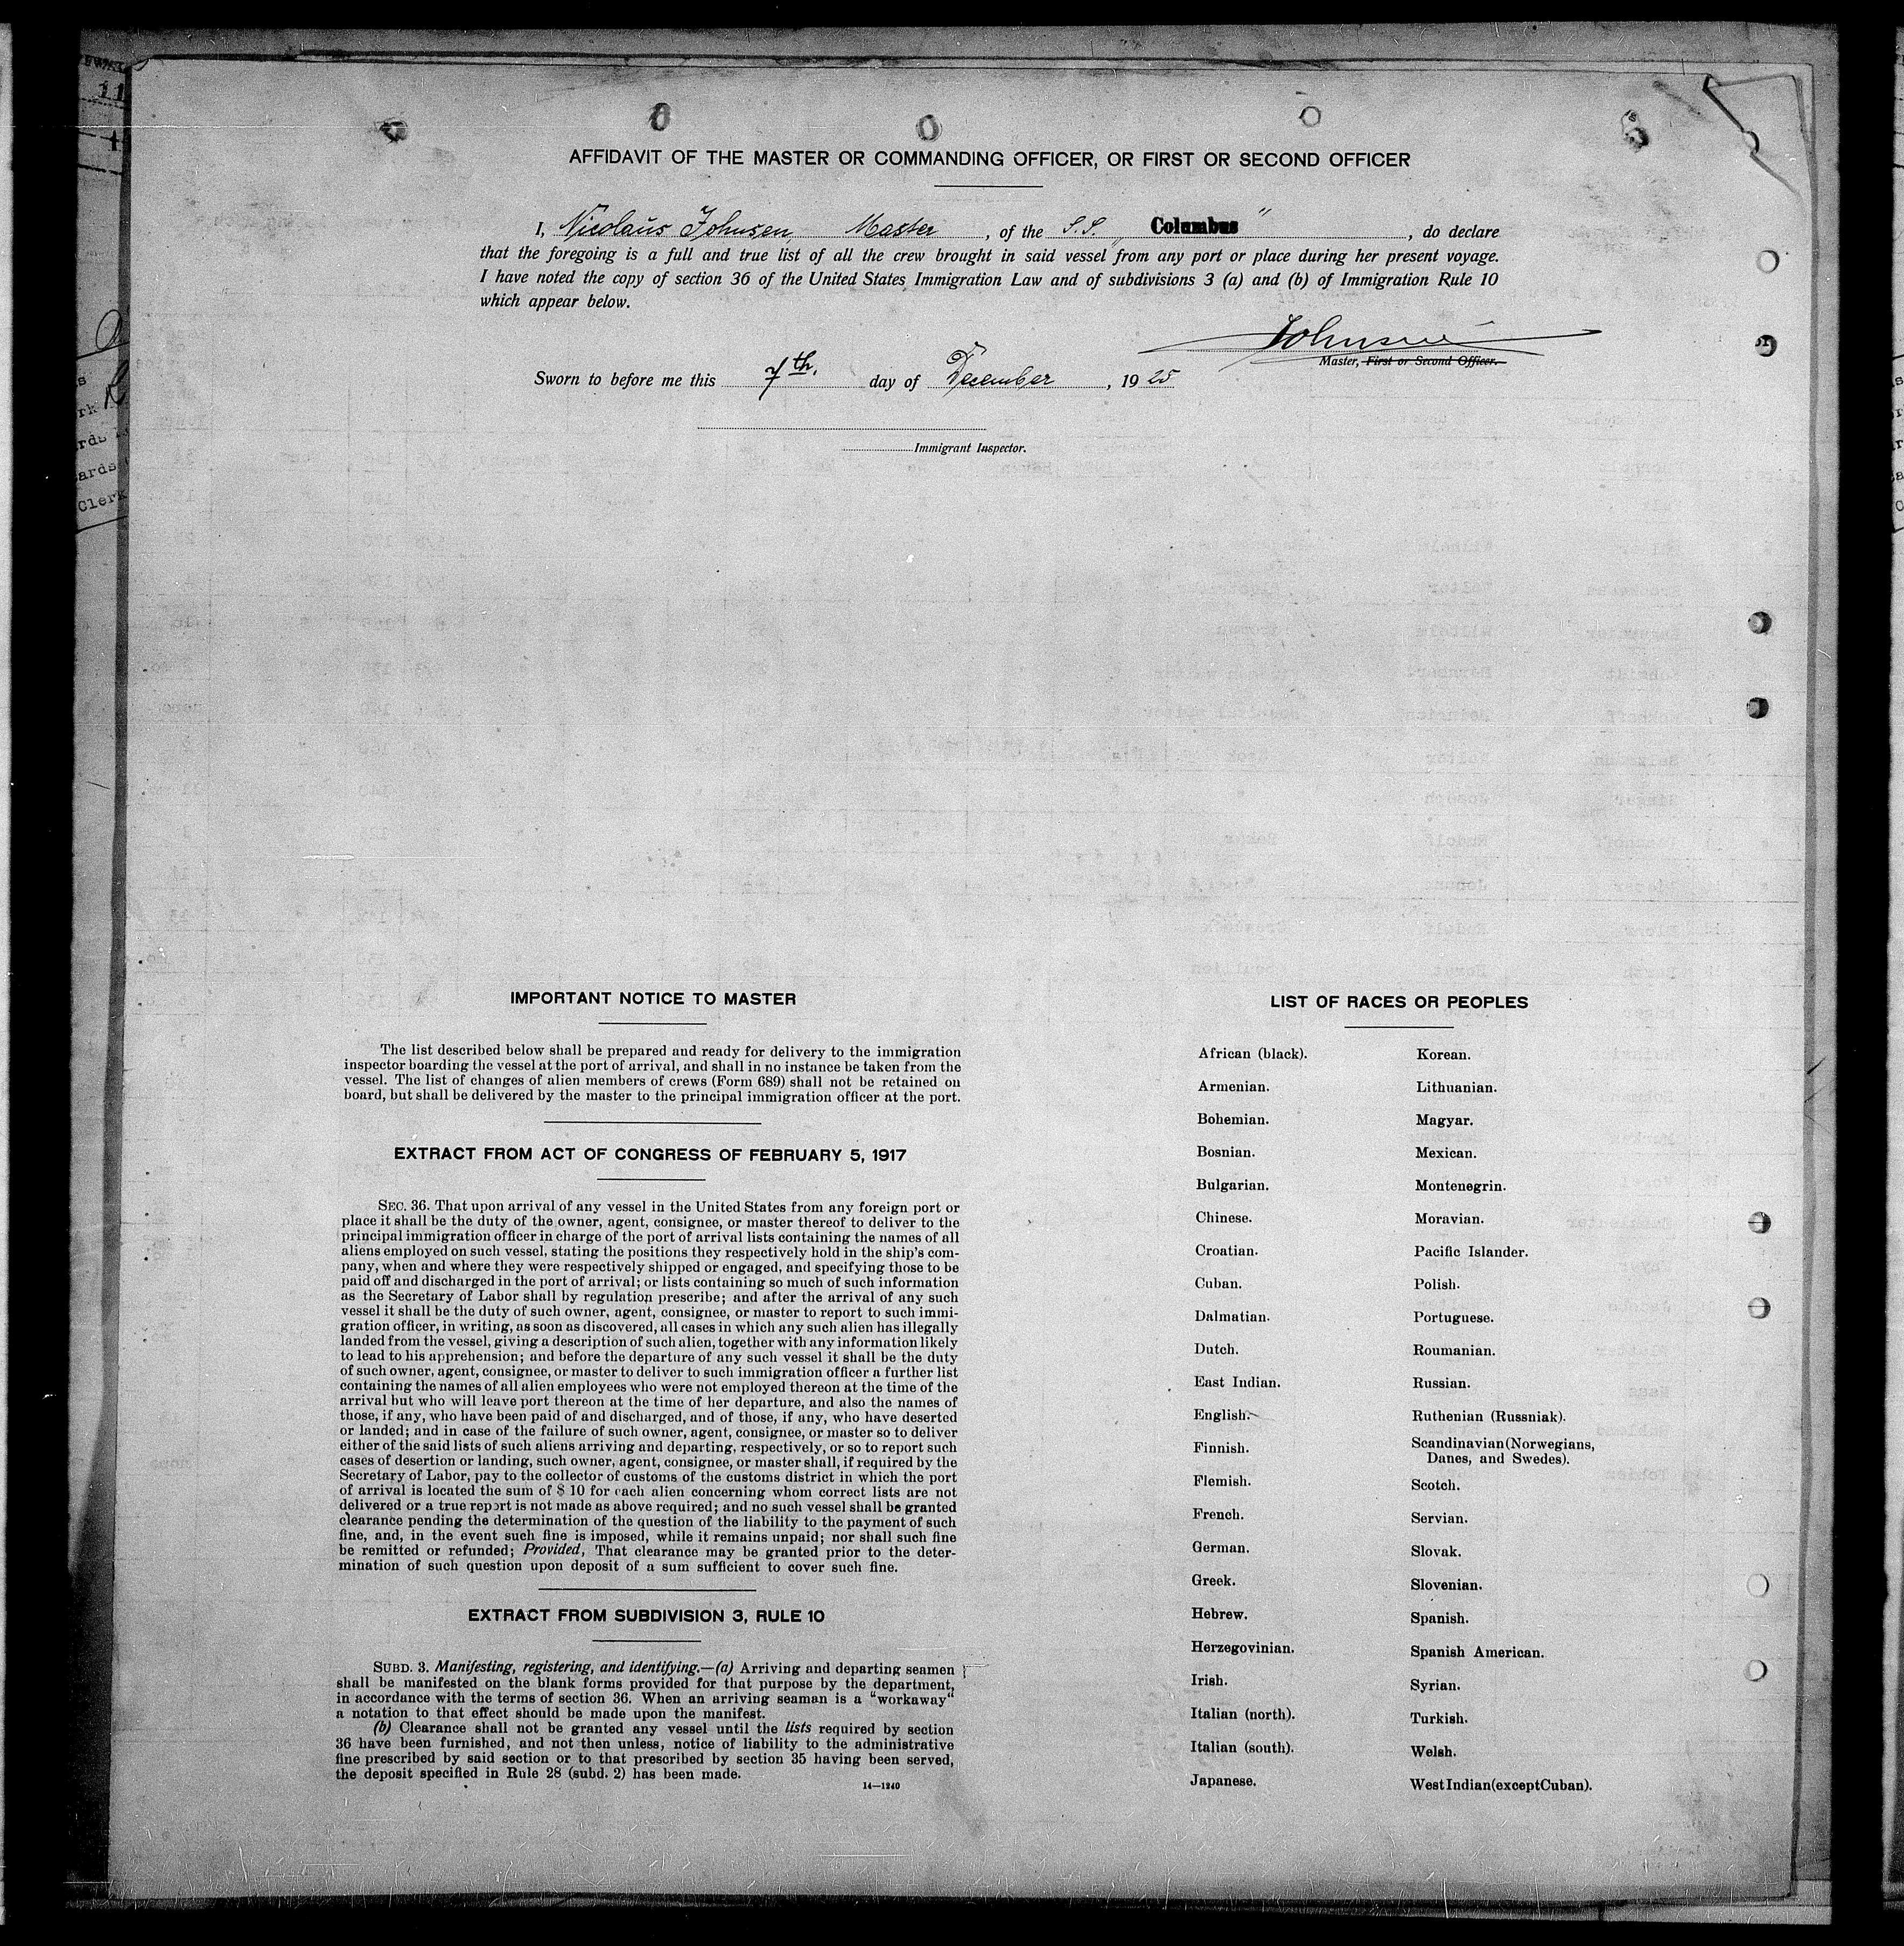 AFFIDAVIT OF THE MASTER OR COMMANDING OFFICER, OR FIRST OR SECOND OFFICER
I, Nicolaus Johnsen, Master, of the S.S. „Columbus“, do declare
that the foregoing is a full and true list of all the crew brought in said vessel from any port or place during her present voyage.
I have noted the copy of section 36 of the United States Immigration Law and of subdivisions 3 (a) and (b) of Immigration Rule 10
which appear below.
Johnsen
Master, First or Second Officer.
Sworn to before me this 7th. day of December, 1925
Immigrant Inspector.
IMPORTANT NOTICE TO MASTER
The list described below shall be prepared and ready for delivery to the immigration
inspector boarding the vessel at the port of arrival, and shall in no instance be taken from the
vessel. The list of changes of alien members of crews (Form 689) shall not be retained on
board, but shall be delivered by the master to the principal immigration officer at the port.
EXTRACT FROM ACT OF CONGRESS OF FEBRUARY 5, 1917
SEC. 36. That upon arrival of any vessel in the United States from any foreign port or
place it shall be the duty of the owner, agent, consignee, or master thereof to deliver to the
principal immigration officer in charge of the port of arrival lists containing the names of all
aliens employed on such vessel, stating the positions they respectively hold in the ship's com-
pany, when and where they were respectively shipped or engaged, and specifying those to be
paid off and discharged in the port of arrival; or lists containing so much of such information
as the Secretary of Labor shall by regulation prescribe; and after the arrival of any such
vessel it shall be the duty of such owner, agent, consignee, or master to report to such immi-
gration officer, in writing, as soon as discovered, all cases in which any such alien has illegally
landed from the vessel, giving a description of such alien, together with any information likely
to lead to his apprehension; and before the departure of any such vessel it shall be the duty
of such owner, agent, consignee, or master to deliver to such immigration officer a further list
containing the names of all alien employees who were not employed thereon at the time of the
arrival but who will leave port thereon at the time of her departure, and also the names of
those, if any, who have been paid of and discharged, and of those, if any, who have deserted
or landed; and in case of the failure of such owner, agent, consignee, or master so to deliver
either of the said lists of such aliens arriving and departing, respectively, or so to report such
cases of desertion or landing, such owner, agent, consignee, or master shall, if required by the
Secretary of Labor, pay to the collector of customs of the customs district in which the port
of arrival is located the sum of $ 10 for each alien concerning whom correct lists are not
delivered or a true report is not made as above required; and no such vessel shall be granted
clearance pending the determination of the question of the liability to the payment of such
fine, and, in the event such fine is imposed, while it remains unpaid; nor shall such fine
be remitted or refunded; Provided, That clearance may be granted prior to the deter-
mination of such question upon deposit of a sum sufficient to cover such fine.
EXTRACT FROM SUBDIVISION 3, RULE 10
SUBD. 3. Manifesting, registering, and identifying.—(a) Arriving and departing seamen
shall be manifested on the blank forms provided for that purpose by the department,
in accordance with the terms of section 36. When an arriving seaman is a “workaway“
a notation to that effect should be made upon the manifest.
(b) Clearance shall not be granted any vessel until the lists required by section
36 have been furnished, and not then unless, notice of liability to the administrative
fine prescribed by said section or to that prescribed by section 35 having been served,
the deposit specified in Rule 28 (subd. 2) has been made.
14—1240
LIST OF RACES OR PEOPLES
African (black).
Armenian.
Bohemian.
Bosnian.
Bulgarian.
Chinese.
Croatian.
Cuban.
Dalmatian.
Dutch.
East Indian.
English.
Finnish.
Flemish.
French.
German.
Greek.
Hebrew.
Herzegovinian.
Irish.
Italian (north).
Italian (south).
Japanese.
Korean.
Lithuanian.
Magyar.
Mexican.
Montenegrin.
Moravian.
Pacific Islander.
Polish.
Portuguese.
Roumanian.
Russian.
Ruthenian (Russniak).
Scandinavian (Norwegians,
Danes, and Swedes).
Scotch.
Servian.
Slovak.
Slovenian.
Spanish.
Spanish American.
Syrian.
Turkish.
Welsh.
West Indian (except Cuban).